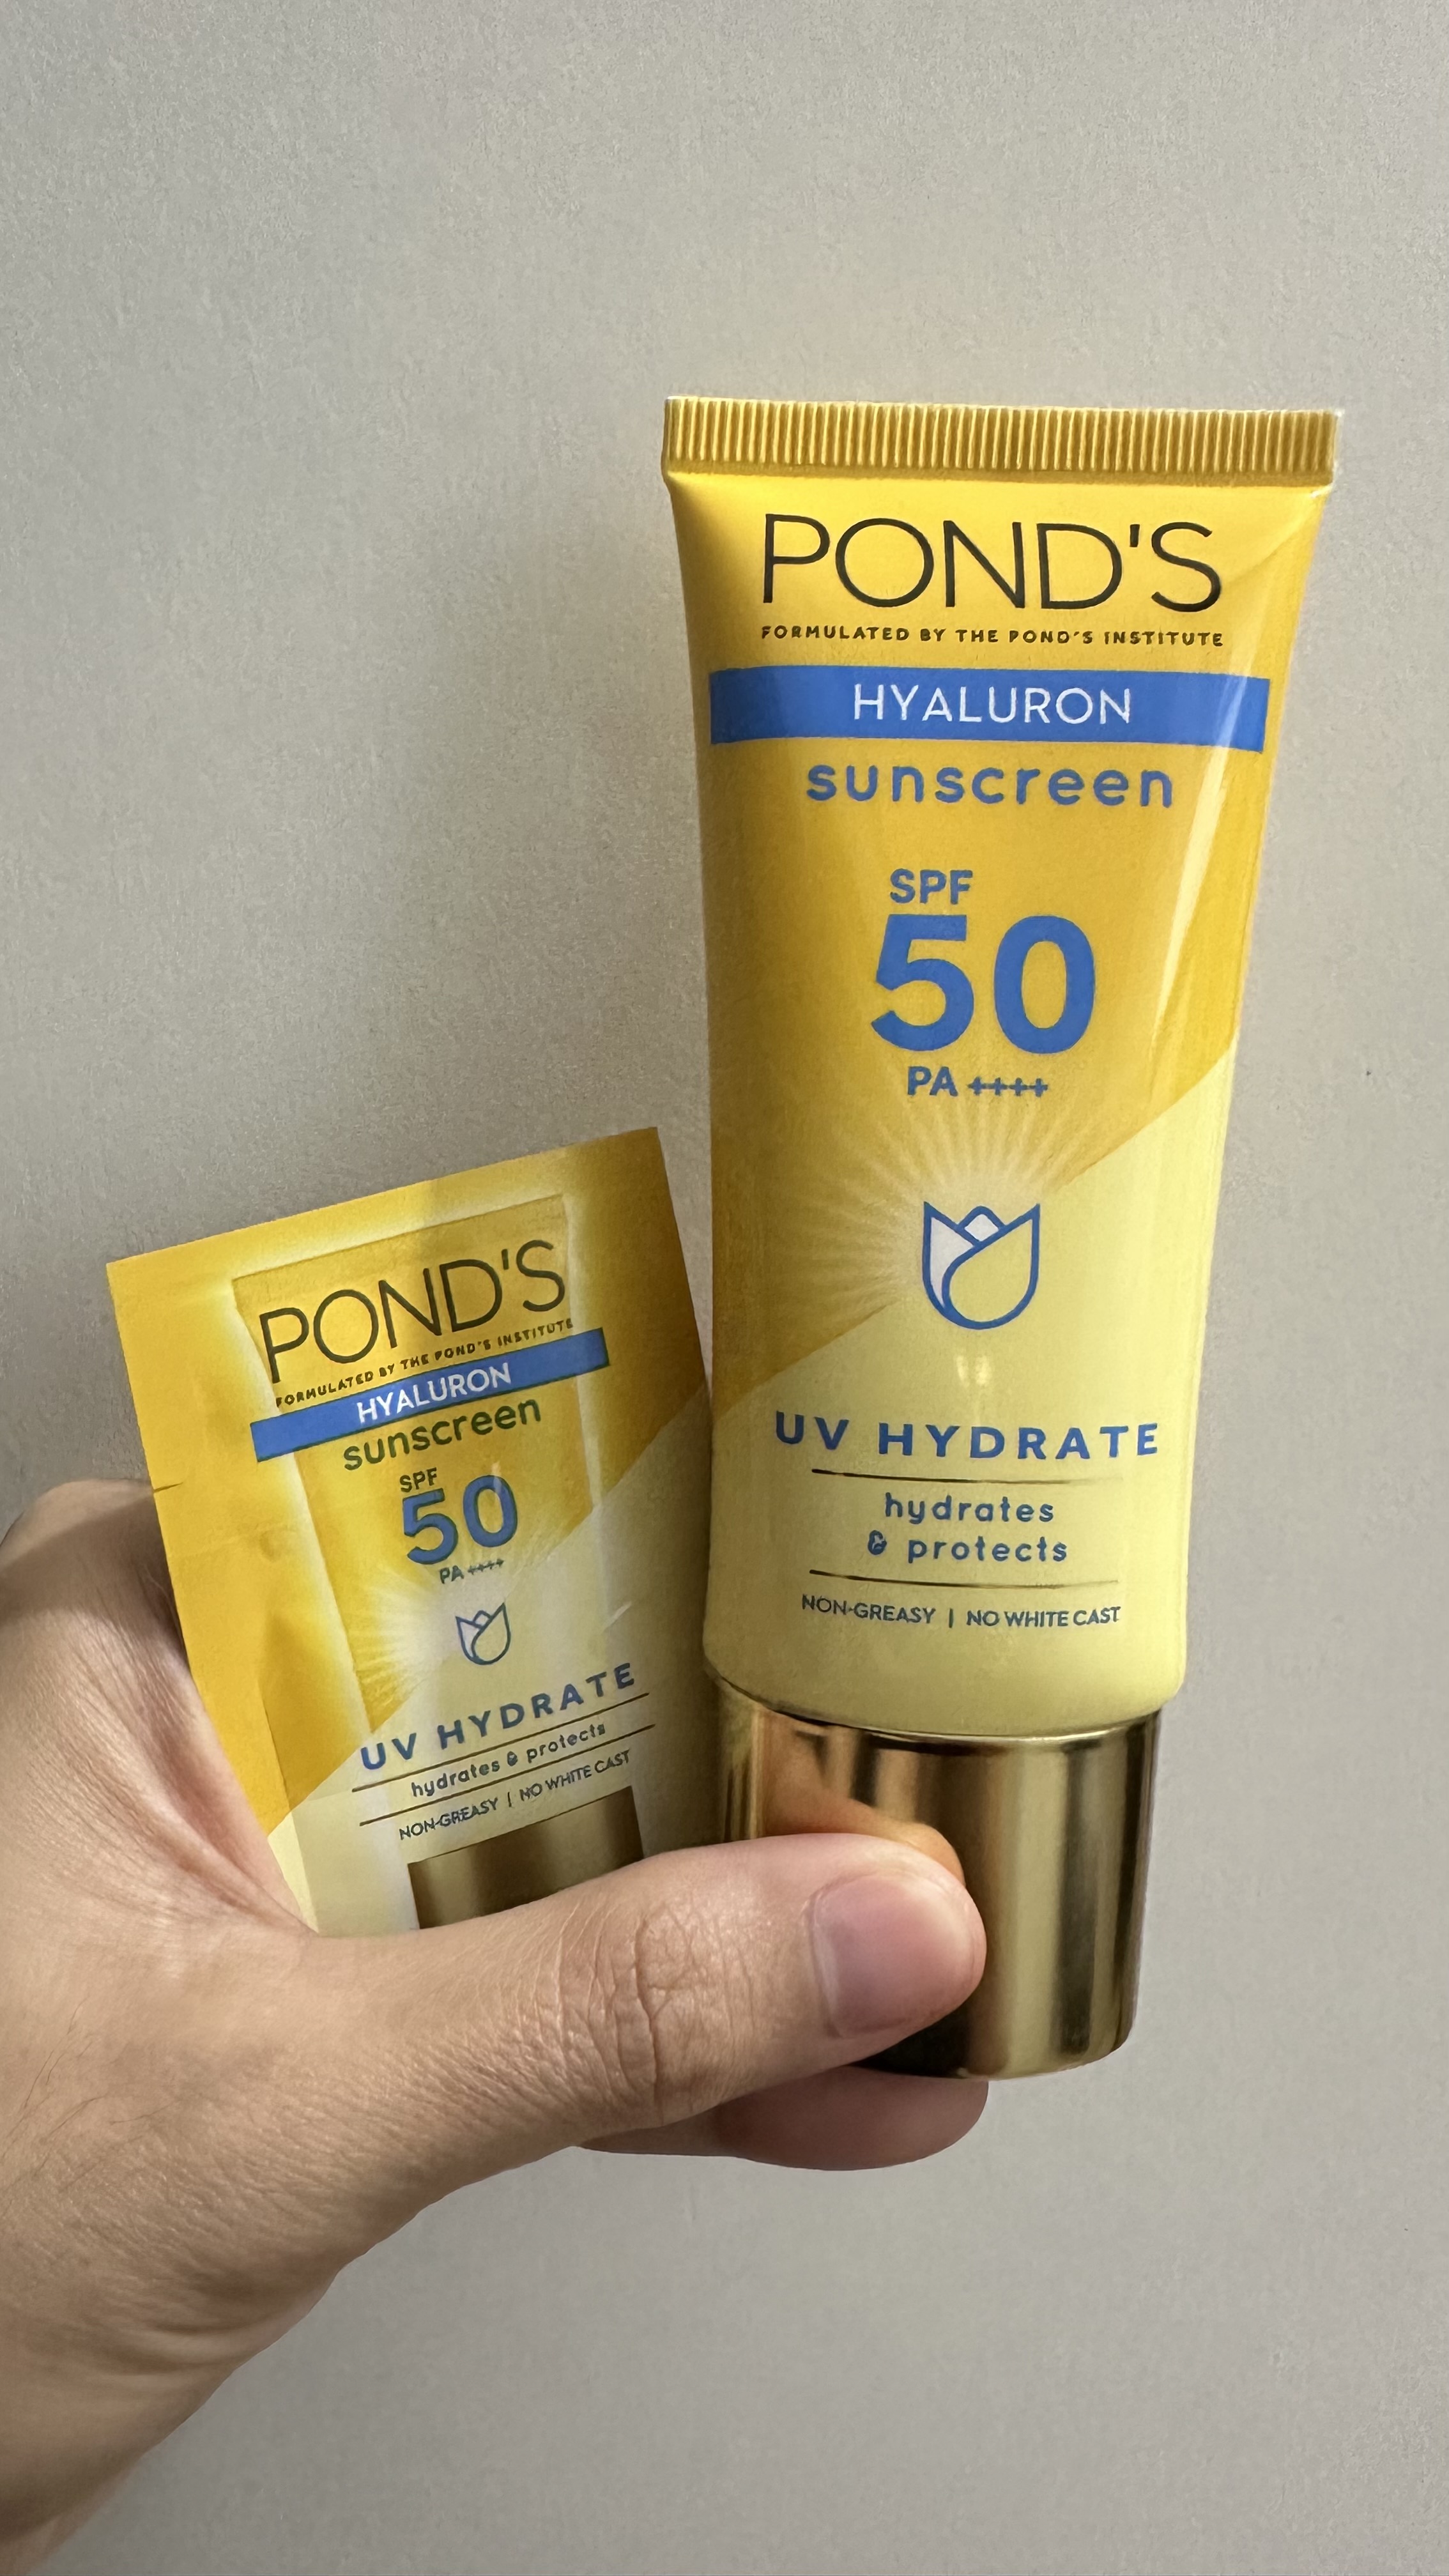 POND'S
FORMULATED BY THE POND'S INSTITUTE
HYALURON
sunscreen
SPF
50
PA ++++
UV HYDRATE
hydrates
& protects
NON-GREASY | NO WHITE CAST
POND'S
FORMULATED BY THE POND'S INSTITUTE
HYALURON
sunscreen
SPF
50
PA ++++
UV HYDRATE
hydrates & protects
NON-GREASY | NO WHITE CAST